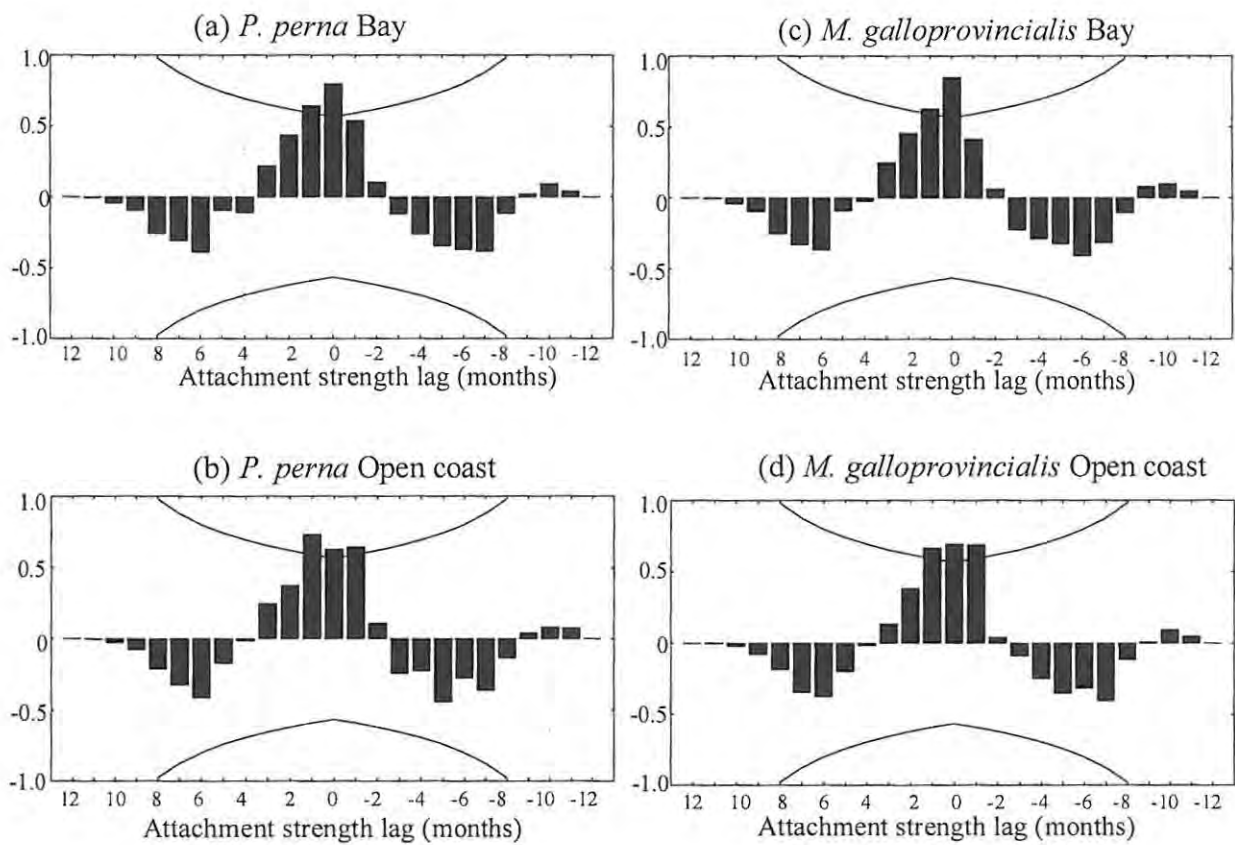 (a) P. perna Bay
1.0
0.5
0
-0.5
-1.0
12 10 8 6 4 2 0 -2 -4 -6 -8 -10 -12
Attachment strength lag (months)
(c) M. galloprovincialis Bay
1.0
0.5
0
-0.5
-1.0
12 10 8 6 4 2 0 -2 -4 -6 -8 -10 -12
Attachment strength lag (months)
(b) P. perna Open coast
1.0
0.5
0
-0.5
-1.0
12 10 8 6 4 2 0 -2 -4 -6 -8 -10 -12
Attachment strength lag (months)
(d) M. galloprovincialis Open coast
1.0
0.5
0
-0.5
-1.0
12 10 8 6 4 2 0 -2 -4 -6 -8 -10 -12
Attachment strength lag (months)